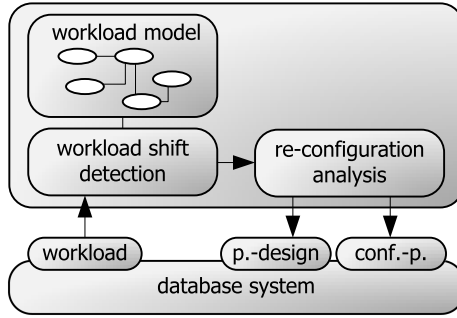 workload model
workload shift
detection
re-configuration
analysis
workload
p.-design
conf.-p.
database system